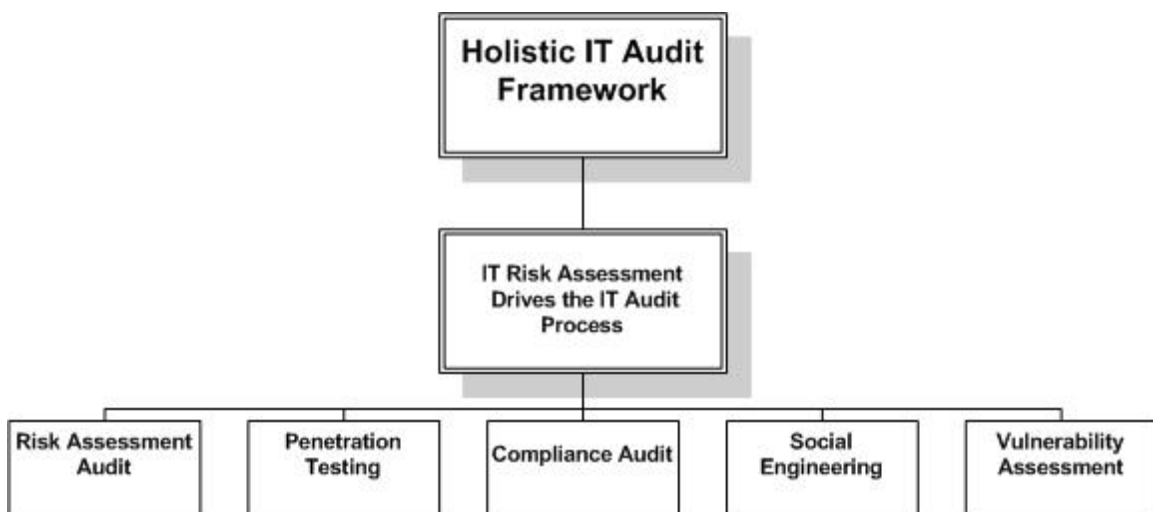 Holistic IT Audit
Framework
IT Risk Assessment
Drives the IT Audit
Process
Risk Assessment
Audit
Penetration
Testing
Compliance Audit
Social
Engineering
Vulnerability
Assessment